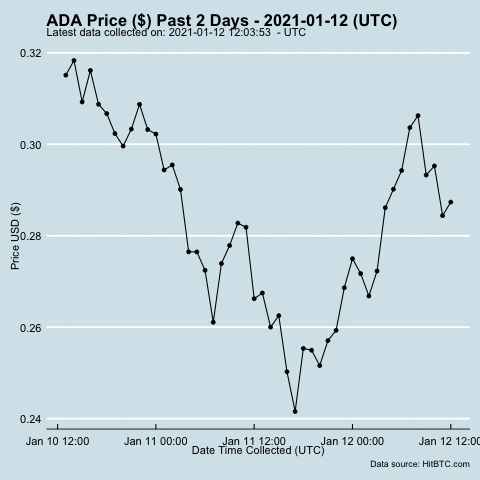 ADA Price ($) Past 2 Days - 2021-01-12 (UTC)
Latest data collected on: 2021-01-12 12:03:53  - UTC
0.32
0.30
0.28
0.26
0.24
Price USD ($)
Jan 10 12:00 Jan 11 00:00 Jan 11 12:00 Jan 12 00:00 Jan 12 12:00
Date Time Collected (UTC)
Data source: HitBTC.com